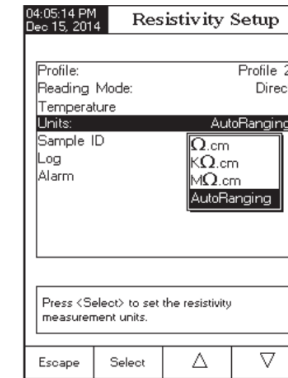 04:05:14 PM
Dec 15, 2014
Resistivity Setup
Profile: Profile 2
Reading Mode: Direc
Temperature
Units: AutoRanging
Sample ID
Log
Alarm
Ω.cm
KΩ.cm
MΩ.cm
AutoRanging
Press <Select> to set the resistivity
measurement units.
Escape Select △ ▽